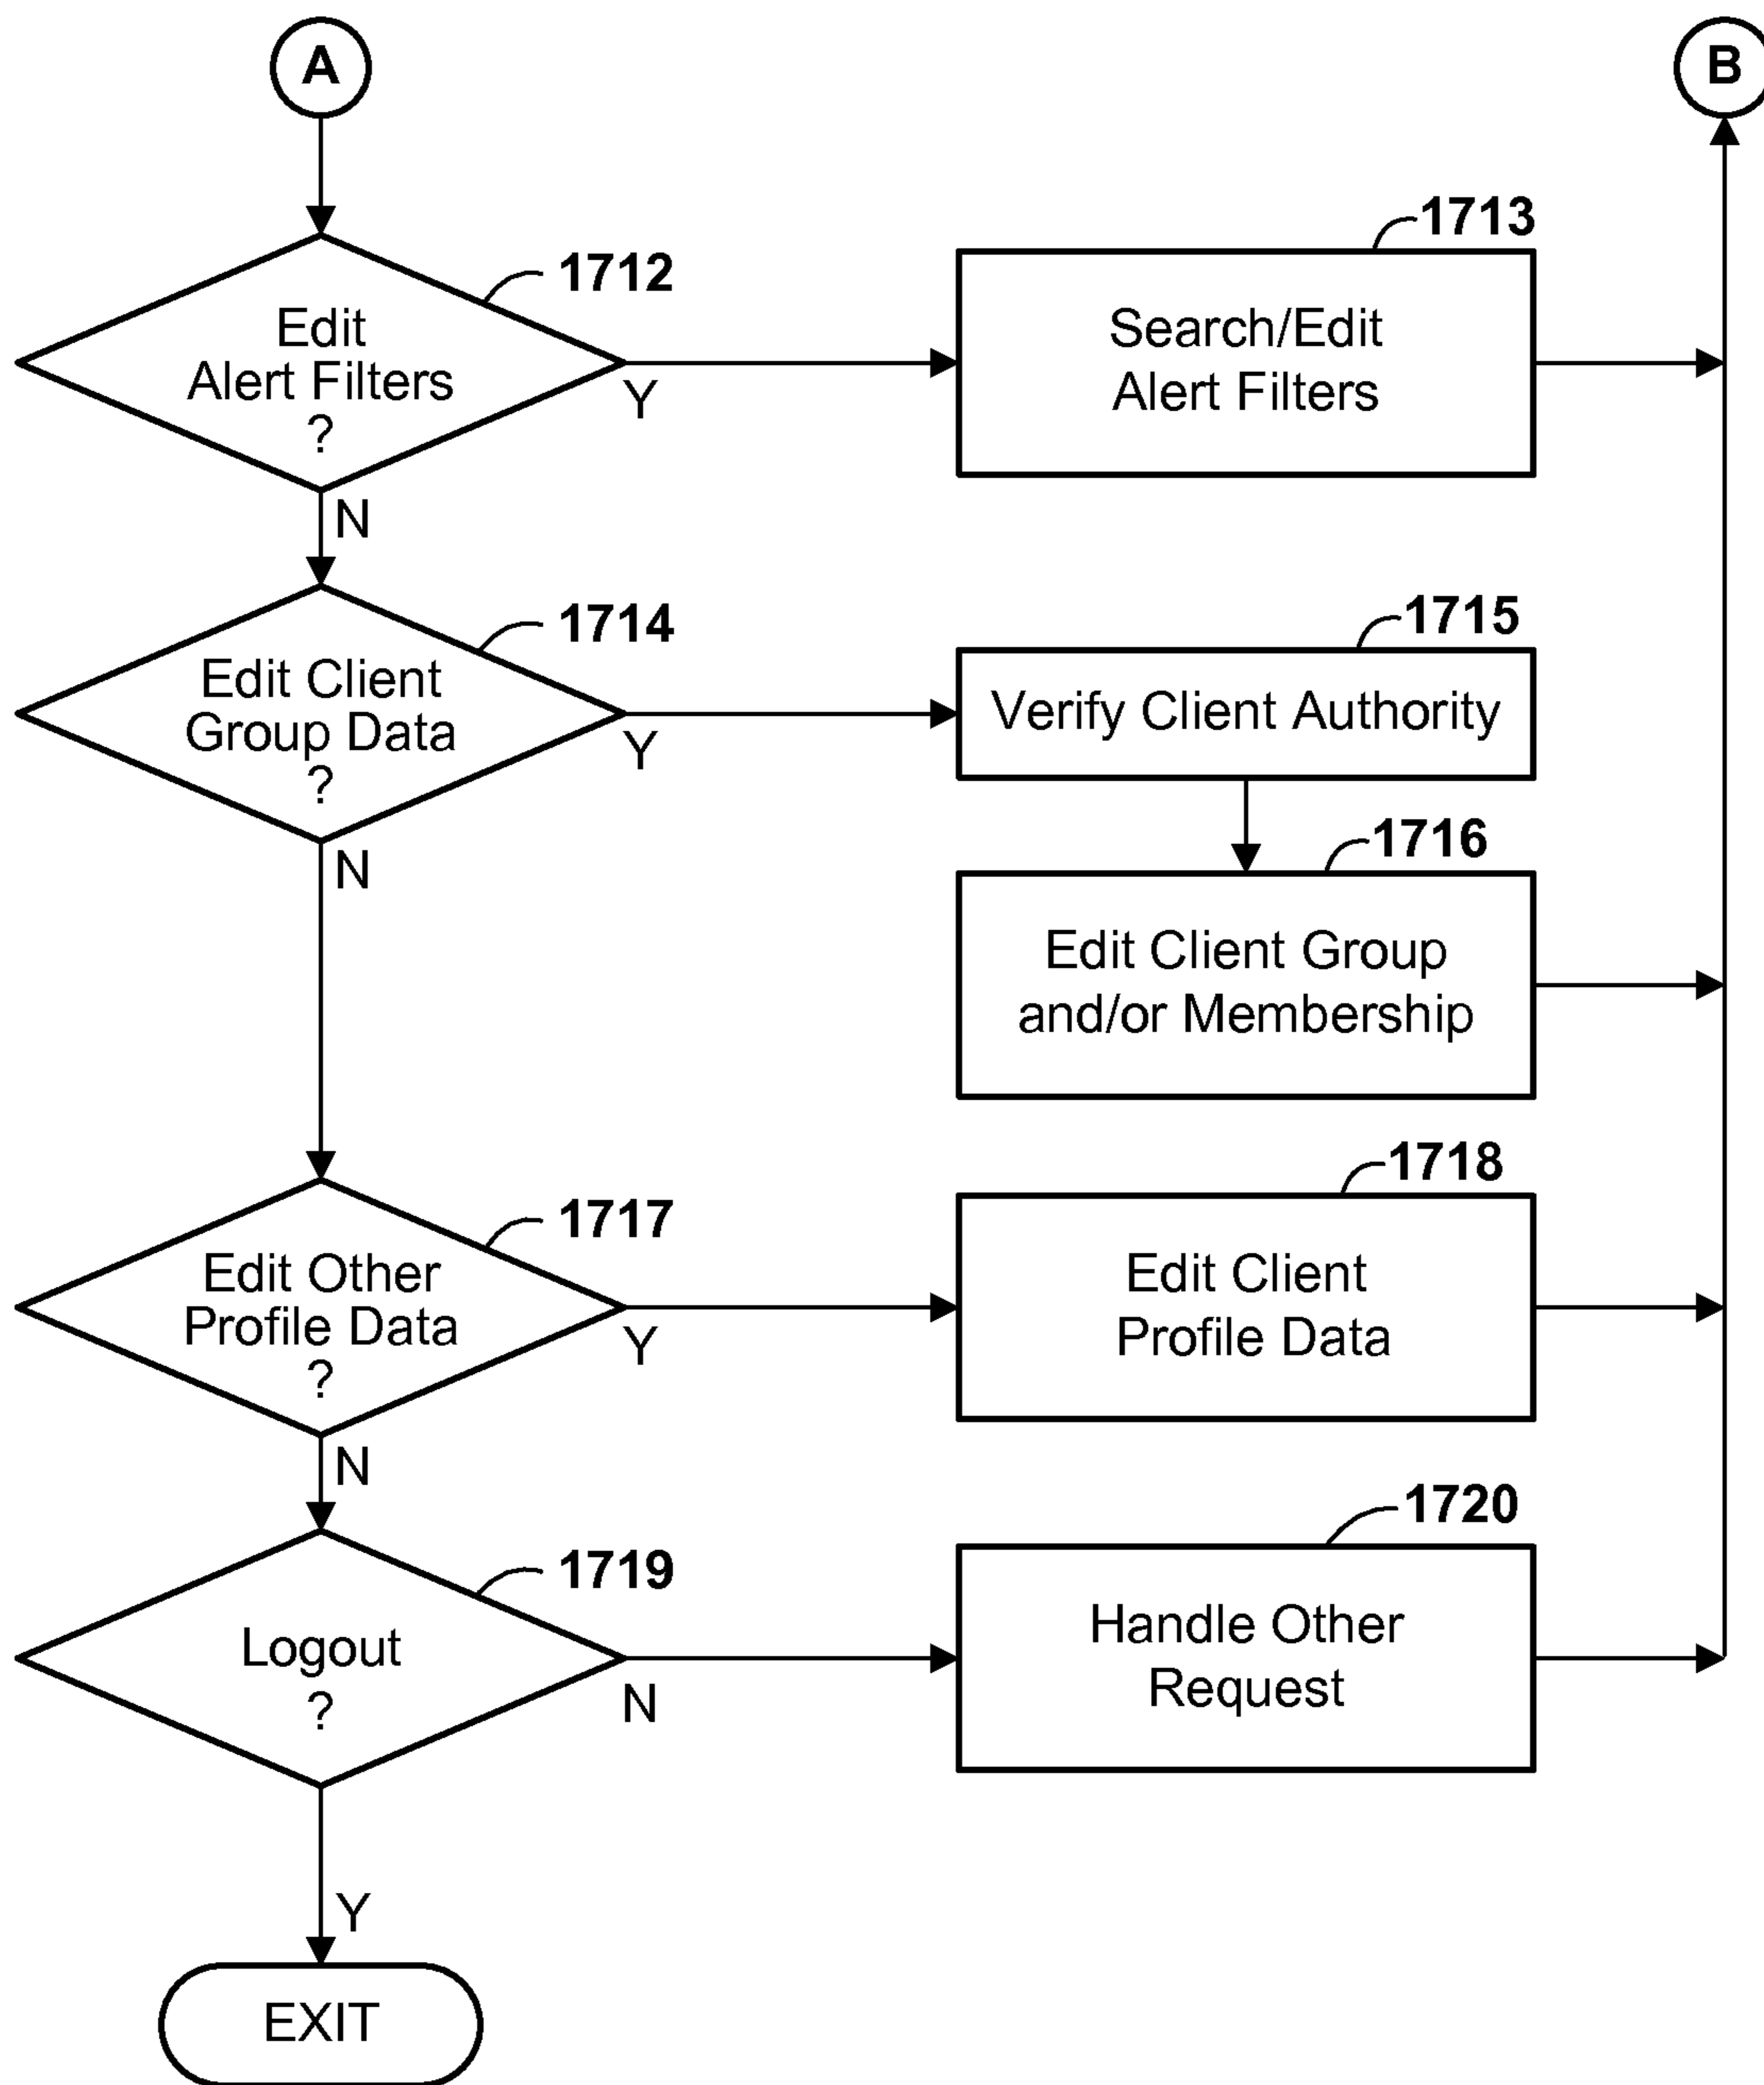 A
B
1712
Edit
Alert Filters
?
Y
N
1713
Search/Edit
Alert Filters
1714
Edit Client
Group Data
?
Y
N
1715
Verify Client Authority
1716
Edit Client Group
and/or Membership
1717
Edit Other
Profile Data
?
Y
N
1718
Edit Client
Profile Data
1719
Logout
?
N
Y
1720
Handle Other
Request
EXIT